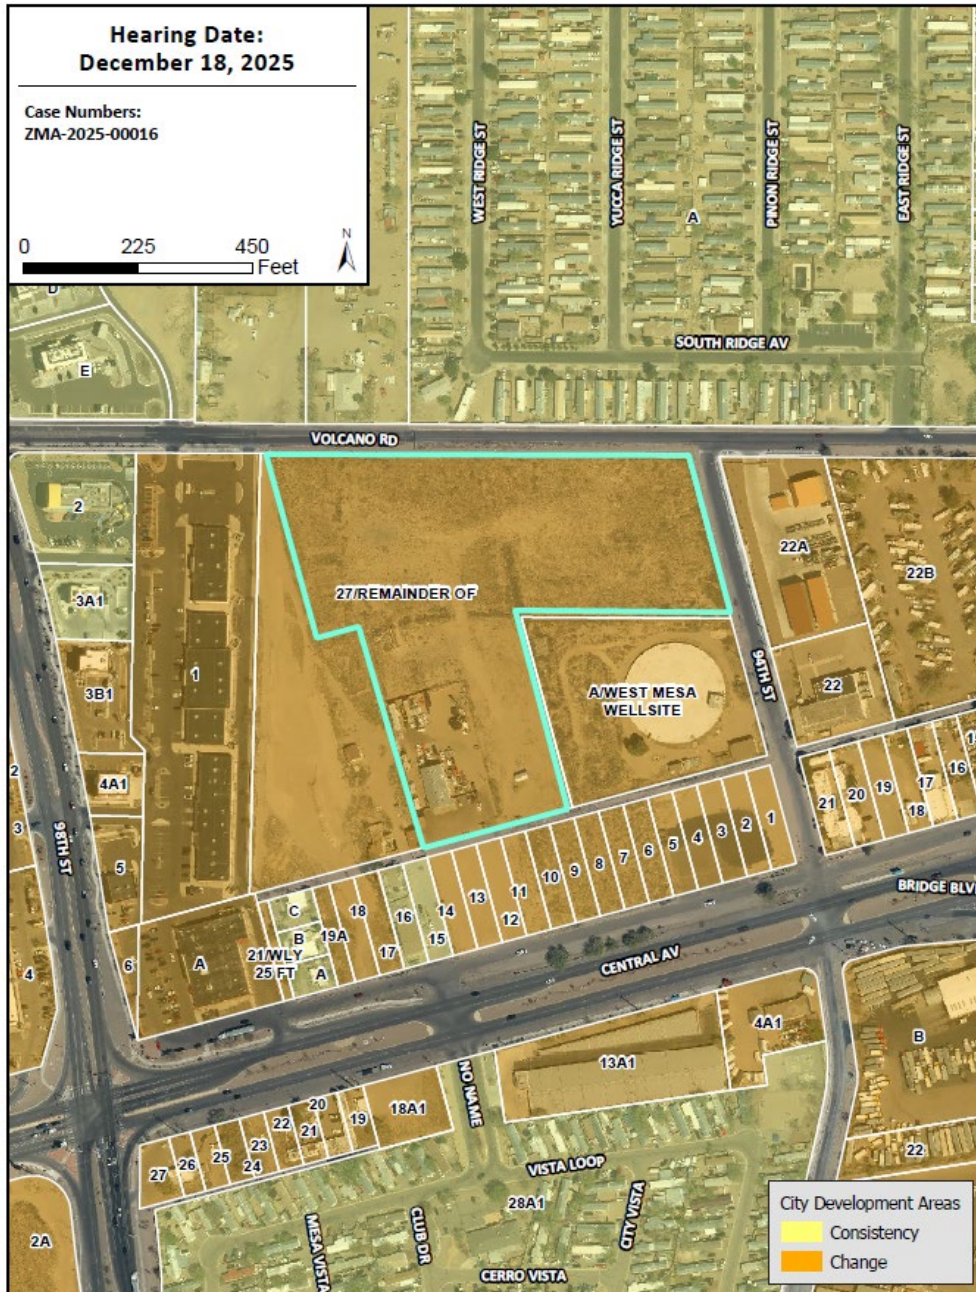 Hearing Date:
December 18, 2025
Case Numbers:
ZMA-2025-00016
0 225 450
Feet
N
WEST RIDGE ST
YUCCA RIDGE ST
PINON RIDGE ST
EAST RIDGE ST
A
SOUTH RIDGE AV
D
E
VOLCANO RD
2
3A1
3B1
4A1
5
1
27/REMAINDER OF
A/WEST MESA
WELLSITE
94TH ST
22A
22B
22
98TH ST
2
3
4
6
A
21/WLY
25 FT
C
B
A
19A
18
17
16
15
14
13
12
11
10
9
8
7
6
5
4
3
2
1
21
20
19
18
17
16
BRIDGE BLV
CENTRAL AV
4A1
13A1
B
22
NO NAME
18A1
19
20
21
22
23
24
25
26
27
VISTA LOOP
28A1
MESA VISTA
CLUB DR
CITY VISTA
CERRO VISTA
2A
City Development Areas
Consistency
Change